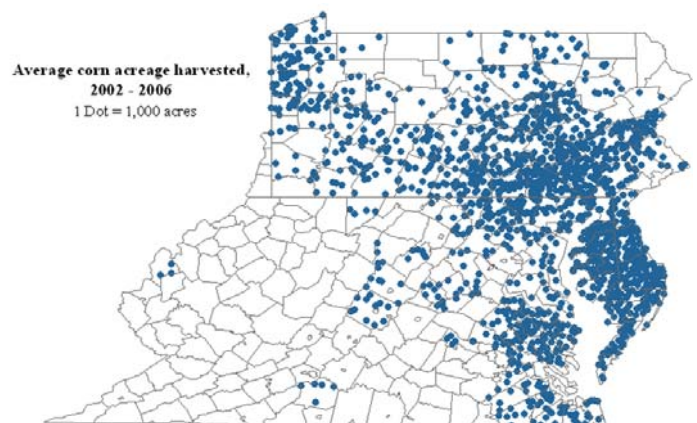 Average corn acreage harvested,
2002 - 2006
1 Dot = 1,000 acres